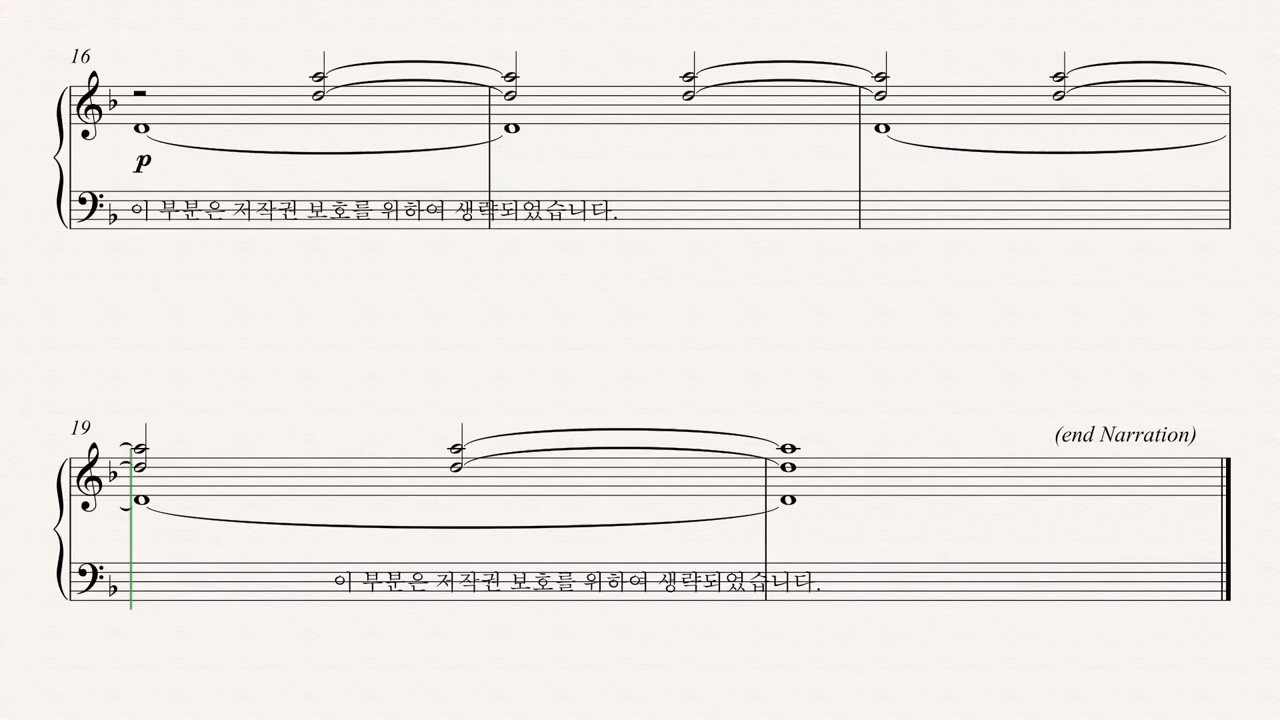 16
p
이 부분은 저작권 보호를 위하여 생략되었습니다.
19
(end Narration)
이 부분은 저작권 보호를 위하여 생략되었습니다.